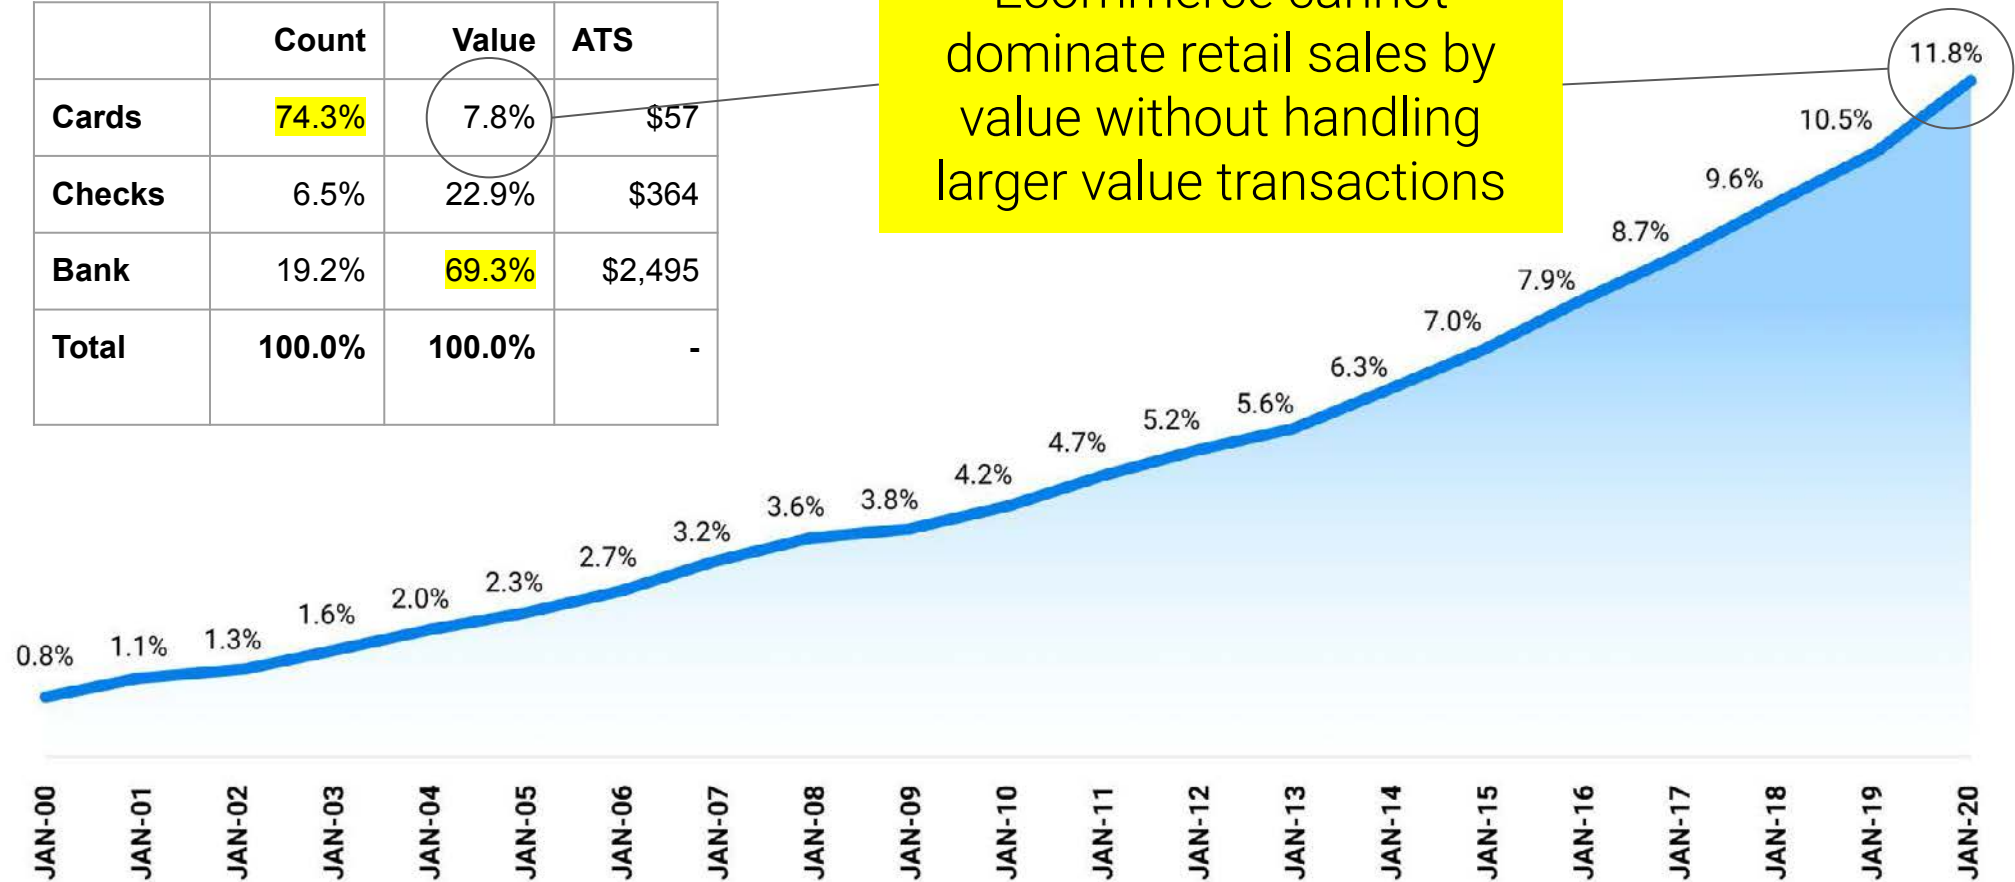 Count Value ATS
Cards 74.3% 7.8% $57
Checks 6.5% 22.9% $364
Bank 19.2% 69.3% $2,495
Total 100.0% 100.0% -
Ecommerce cannot
dominate retail sales by
value without handling
larger value transactions
0.8%
1.1%
1.3%
1.6%
2.0%
2.3%
2.7%
3.2%
3.6%
3.8%
4.2%
4.7%
5.2%
5.6%
6.3%
7.0%
7.9%
8.7%
9.6%
10.5%
11.8%
JAN-00
JAN-01
JAN-02
JAN-03
JAN-04
JAN-05
JAN-06
JAN-07
JAN-08
JAN-09
JAN-10
JAN-11
JAN-12
JAN-13
JAN-14
JAN-15
JAN-16
JAN-17
JAN-18
JAN-19
JAN-20